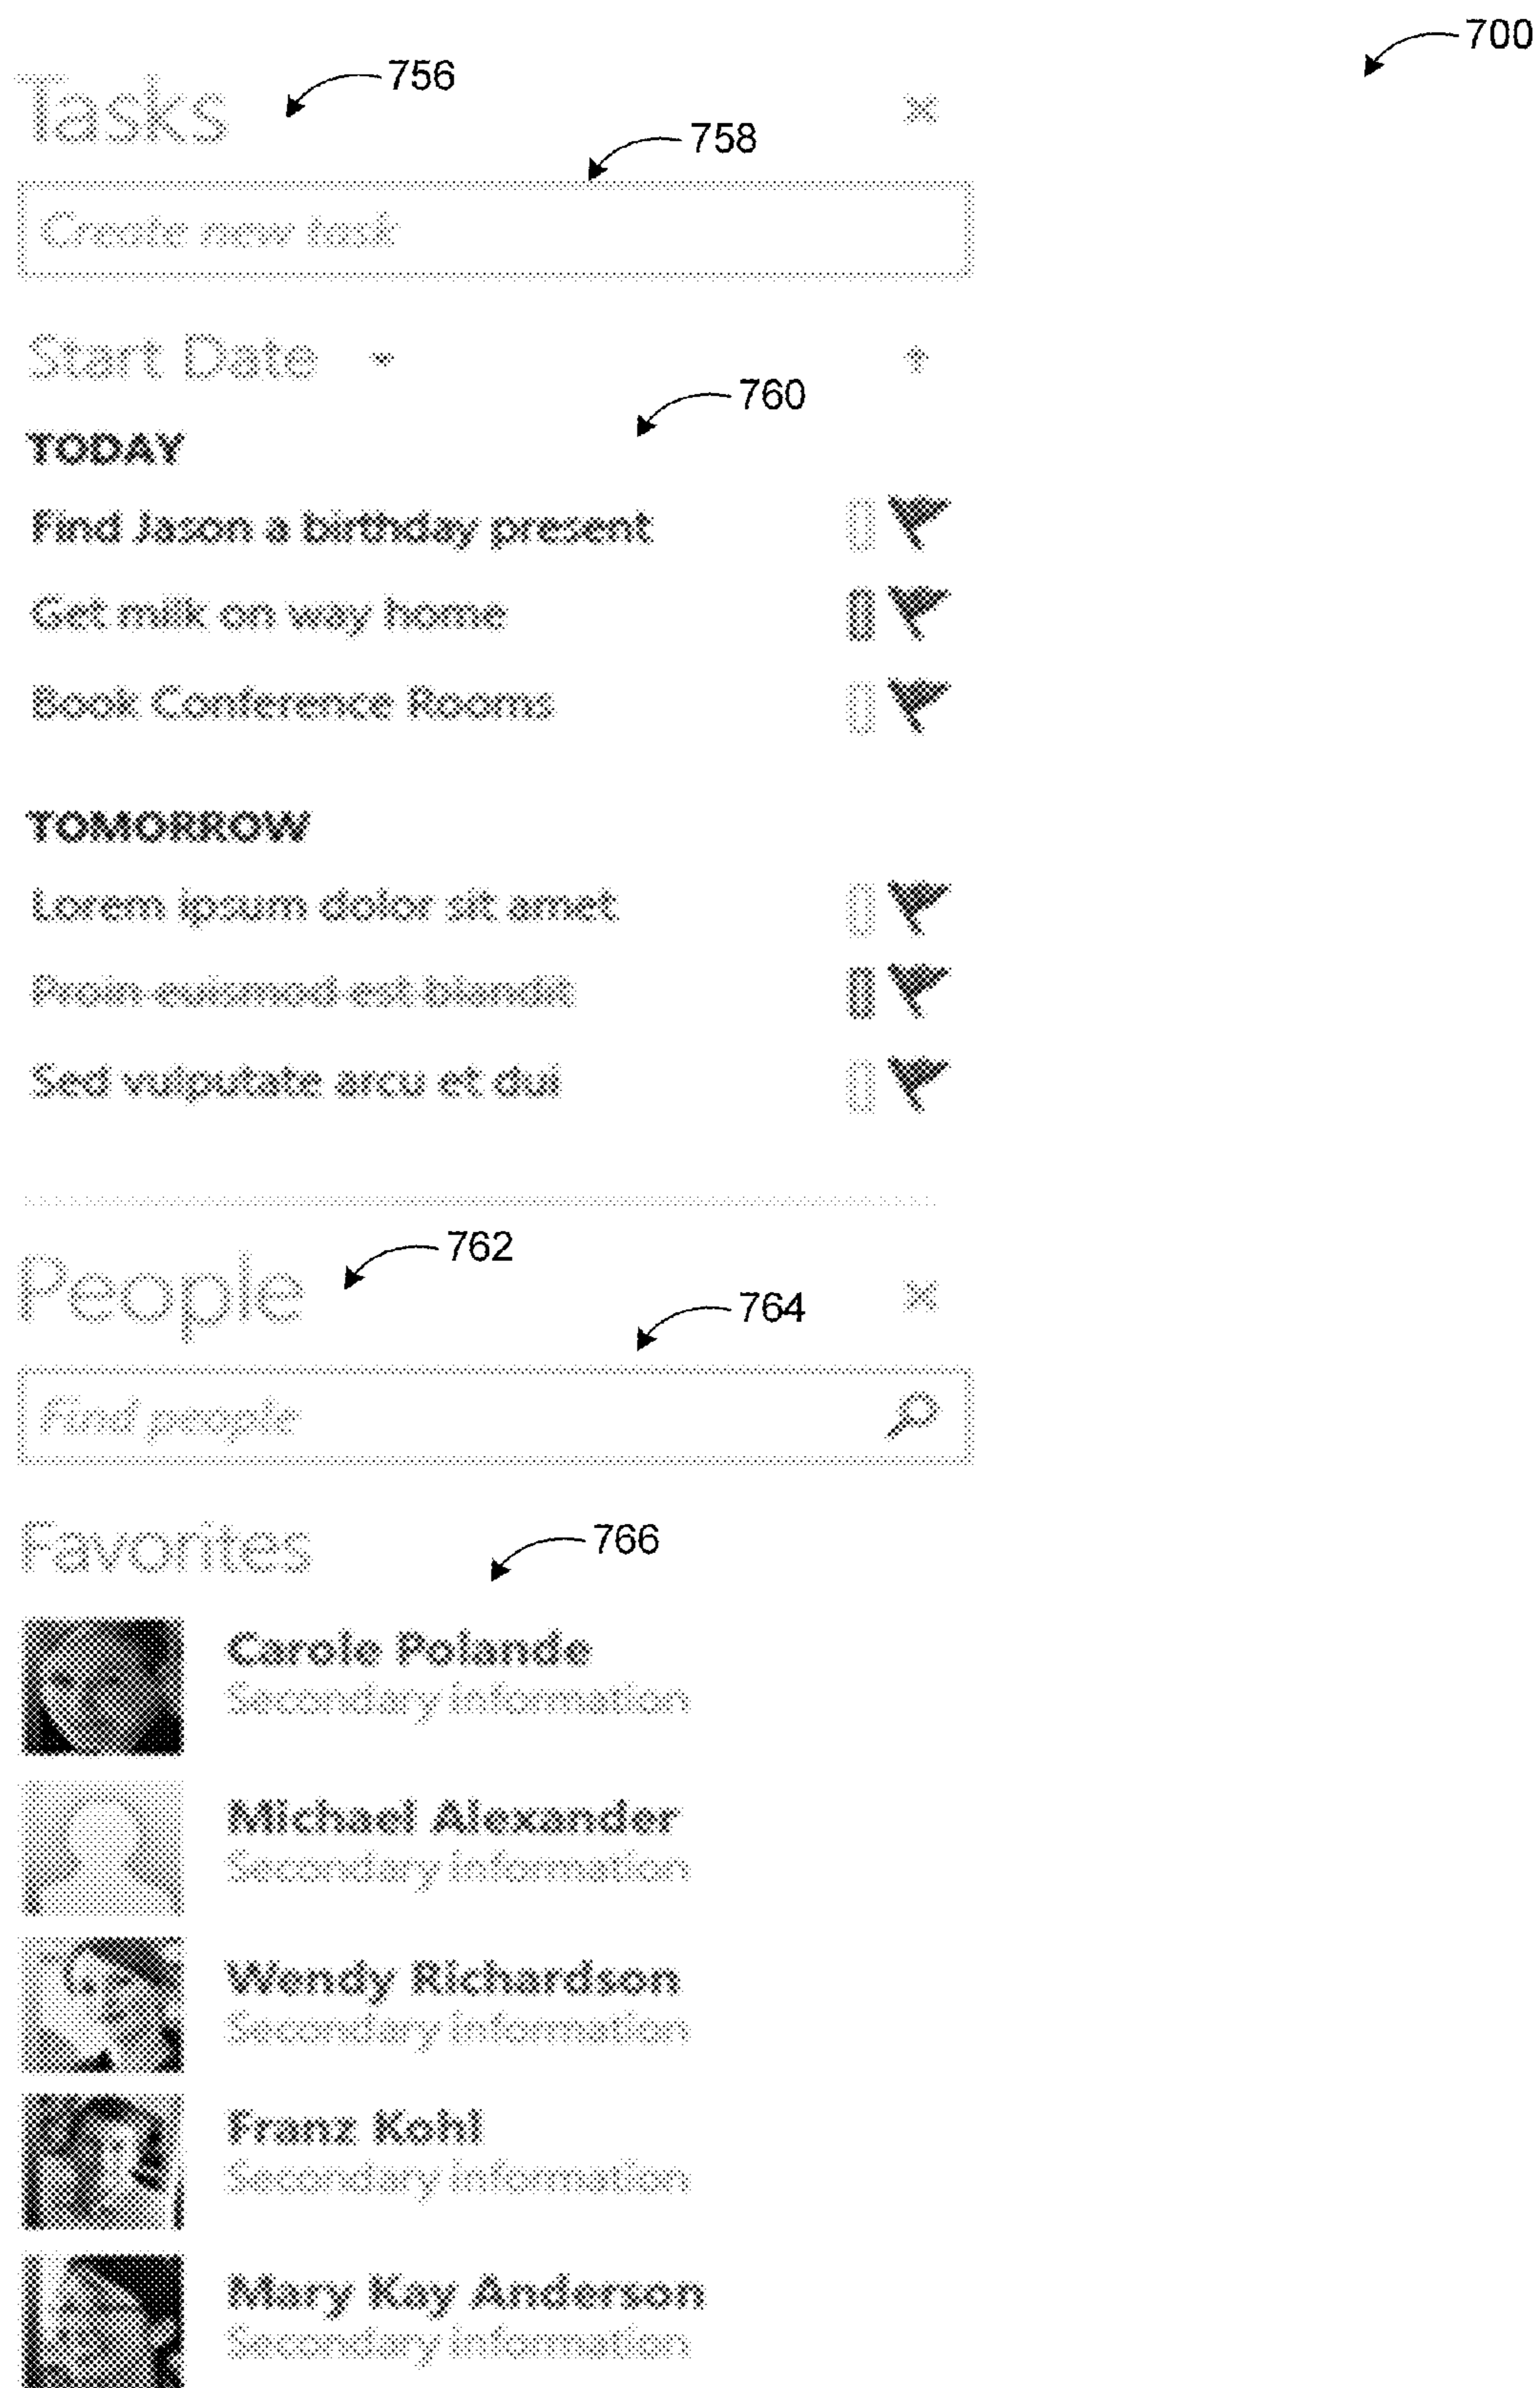 700
Tasks 756
758
Create new task
Start Date
760
TODAY
Find Jason a birthday present
Get milk on way home
Book Conference Rooms
TOMORROW
Lorem ipsum dolor sit amet
Proin euismod est blandit
Sed vulputate arcu et dui
People 762
764
Find people
Favorites 766
Carole Polande
Secondary information
Michael Alexander
Secondary information
Wendy Richardson
Secondary information
Franz Kohl
Secondary information
Mary Kay Anderson
Secondary information